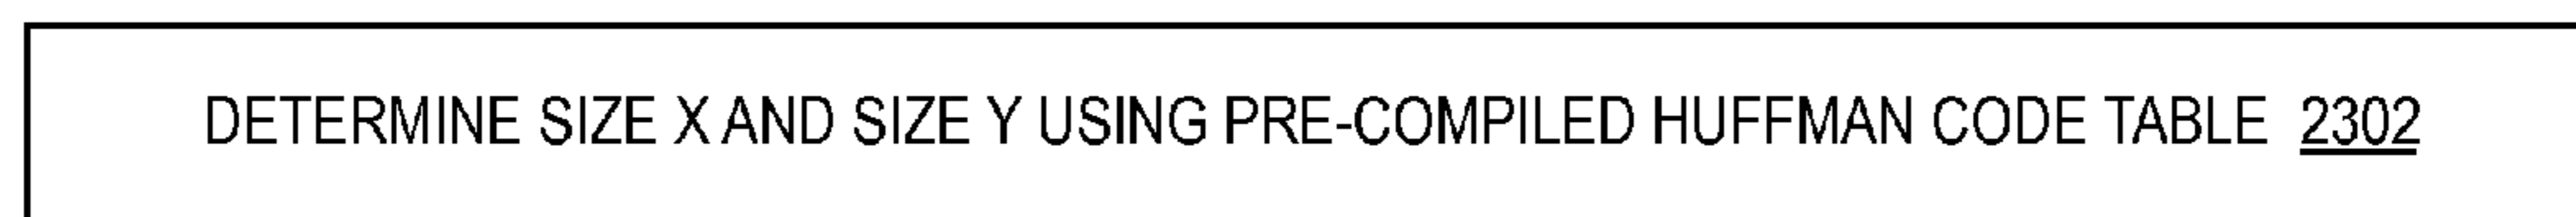 DETERMINE SIZE X AND SIZE Y USING PRE-COMPILED HUFFMAN CODE TABLE 2302